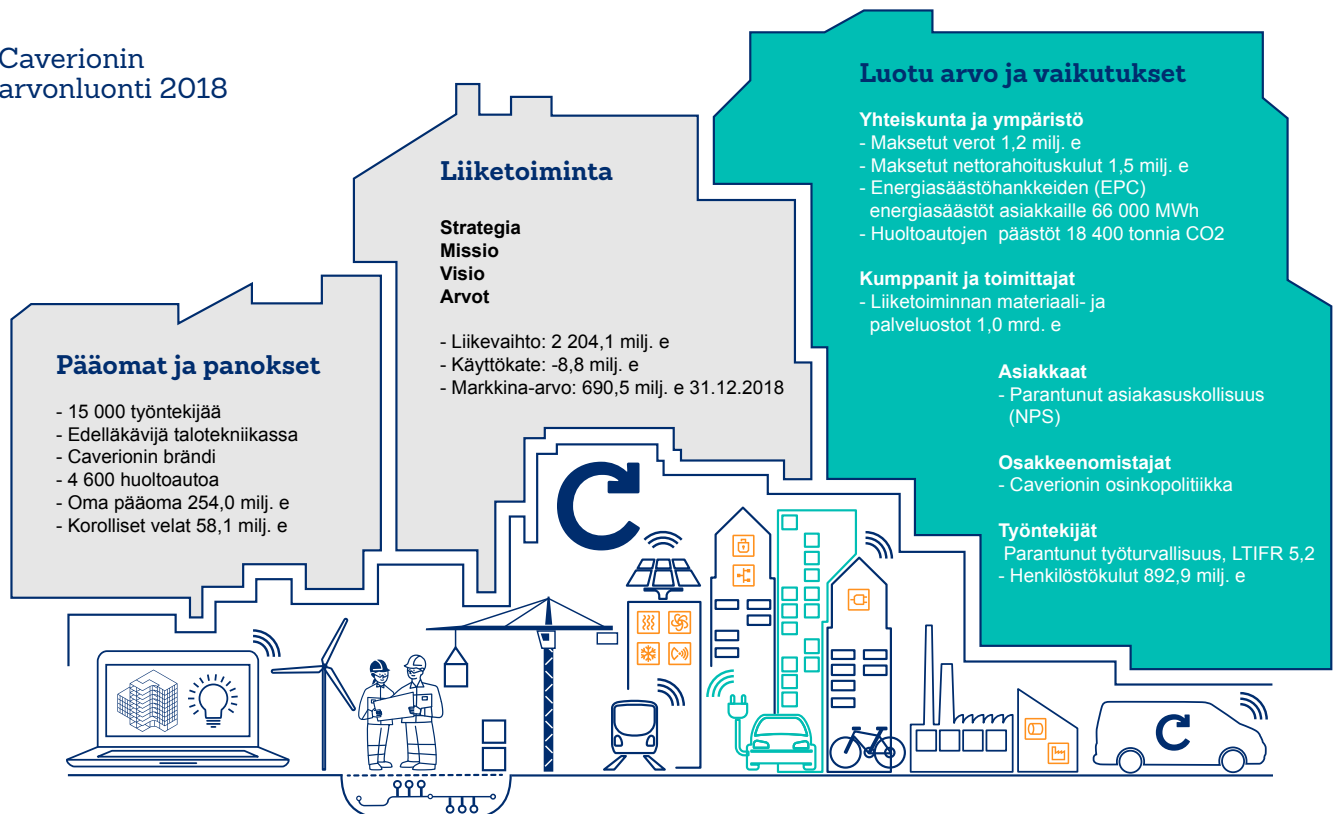 Caverionin
arvonluonti 2018
Pääomat ja panokset
- 15 000 työntekijää
- Edelläkävijä talotekniikassa
- Caverionin brändi
- 4 600 huoltoautoa
- Oma pääoma 254,0 milj. e
- Korolliset velat 58,1 milj. e
Liiketoiminta
Strategia
Missio
Visio
Arvot
- Liikevaihto: 2 204,1 milj. e
- Käyttökate: -8,8 milj. e
- Markkina-arvo: 690,5 milj. e 31.12.2018
Luotu arvo ja vaikutukset
Yhteiskunta ja ympäristö
- Maksetut verot 1,2 milj. e
- Maksetut nettorahoituskulut 1,5 milj. e
- Energiasäästöhankkeiden (EPC)
energiasäästöt asiakkaille 66 000 MWh
- Huoltoautojen päästöt 18 400 tonnia CO2
Kumppanit ja toimittajat
- Liiketoiminnan materiaali- ja
palveluostot 1,0 mrd. e
Asiakkaat
- Parantunut asiakasuskollisuus
(NPS)
Osakkeenomistajat
- Caverionin osinkopolitiikka
Työntekijät
Parantunut työturvallisuus, LTIFR 5,2
- Henkilöstökulut 892,9 milj. e